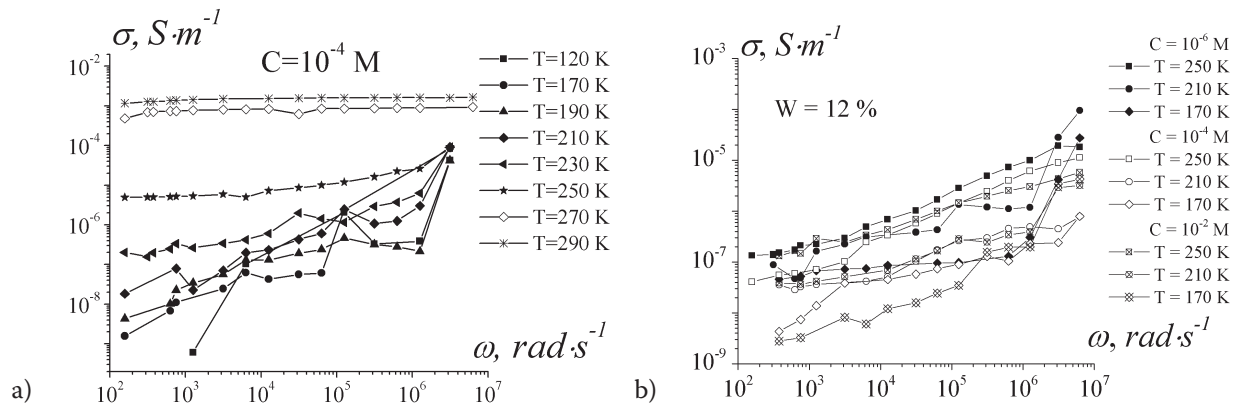 σ, S·m⁻¹
C=10⁻⁴ M
10⁻²
10⁻⁴
10⁻⁶
10⁻⁸
T=120 K
T=170 K
T=190 K
T=210 K
T=230 K
T=250 K
T=270 K
T=290 K
ω, rad·s⁻¹
a)
10² 10³ 10⁴ 10⁵ 10⁶ 10⁷
σ, S·m⁻¹
W = 12 %
10⁻³
10⁻⁵
10⁻⁷
10⁻⁹
C = 10⁻⁶ M
T = 250 K
T = 210 K
T = 170 K
C = 10⁻⁴ M
T = 250 K
T = 210 K
T = 170 K
C = 10⁻² M
T = 250 K
T = 210 K
T = 170 K
ω, rad·s⁻¹
b)
10² 10³ 10⁴ 10⁵ 10⁶ 10⁷